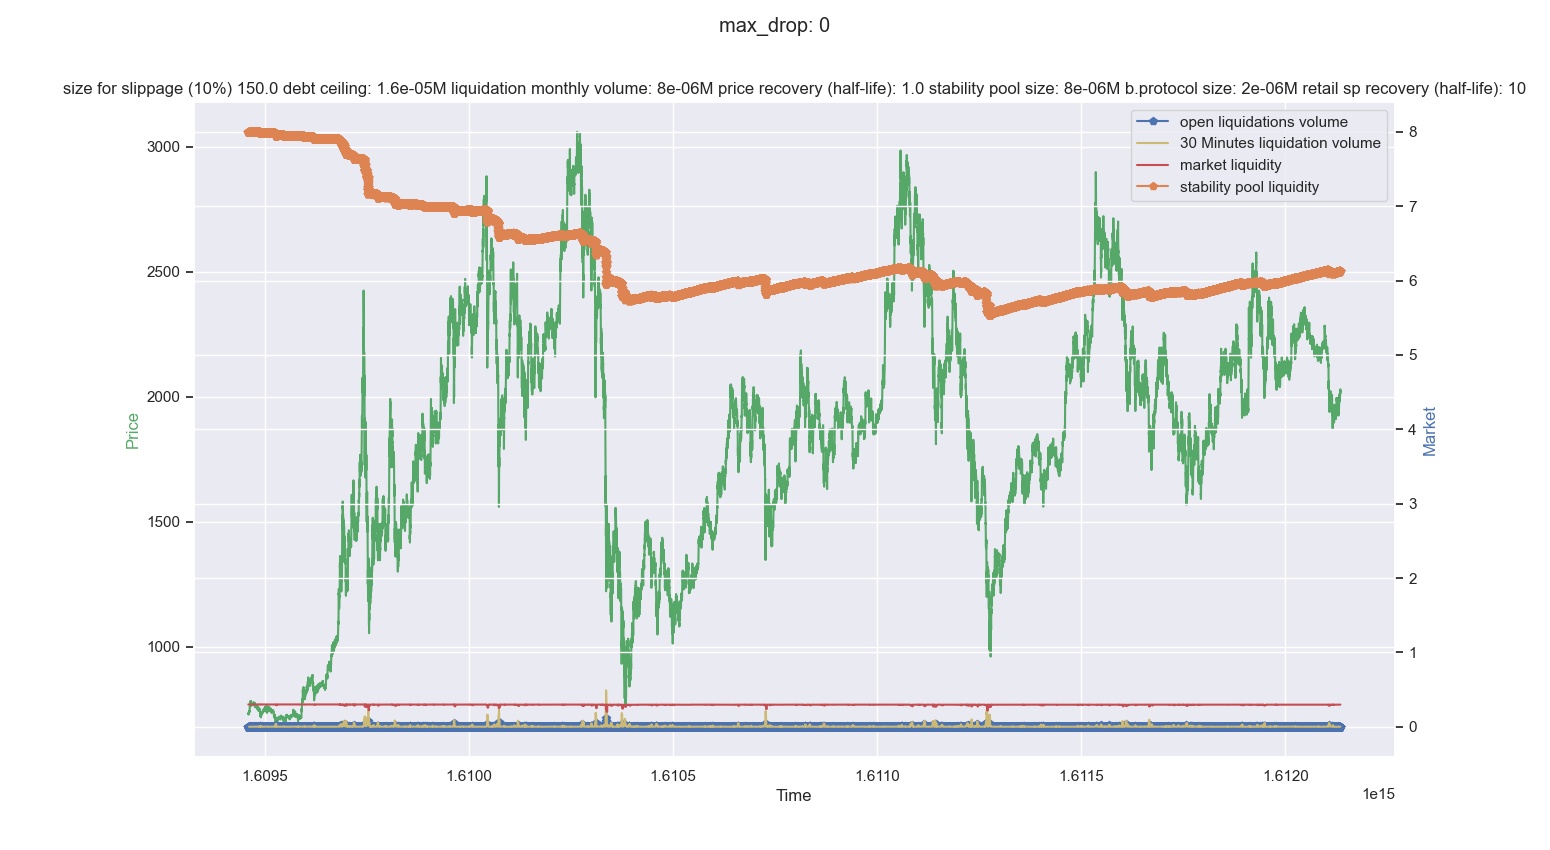 max_drop: 0
size for slippage (10%) 150.0 debt ceiling: 1.6e-05M liquidation monthly volume: 8e-06M price recovery (half-life): 1.0 stability pool size: 8e-06M b.protocol size: 2e-06M retail sp recovery (half-life): 10
open liquidations volume
30 Minutes liquidation volume
market liquidity
stability pool liquidity
3000
2500
2000
1500
1000
Price
8
7
6
5
4
3
2
1
0
Market
1.6095
1.6100
1.6105
1.6110
1.6115
1.6120
1e15
Time